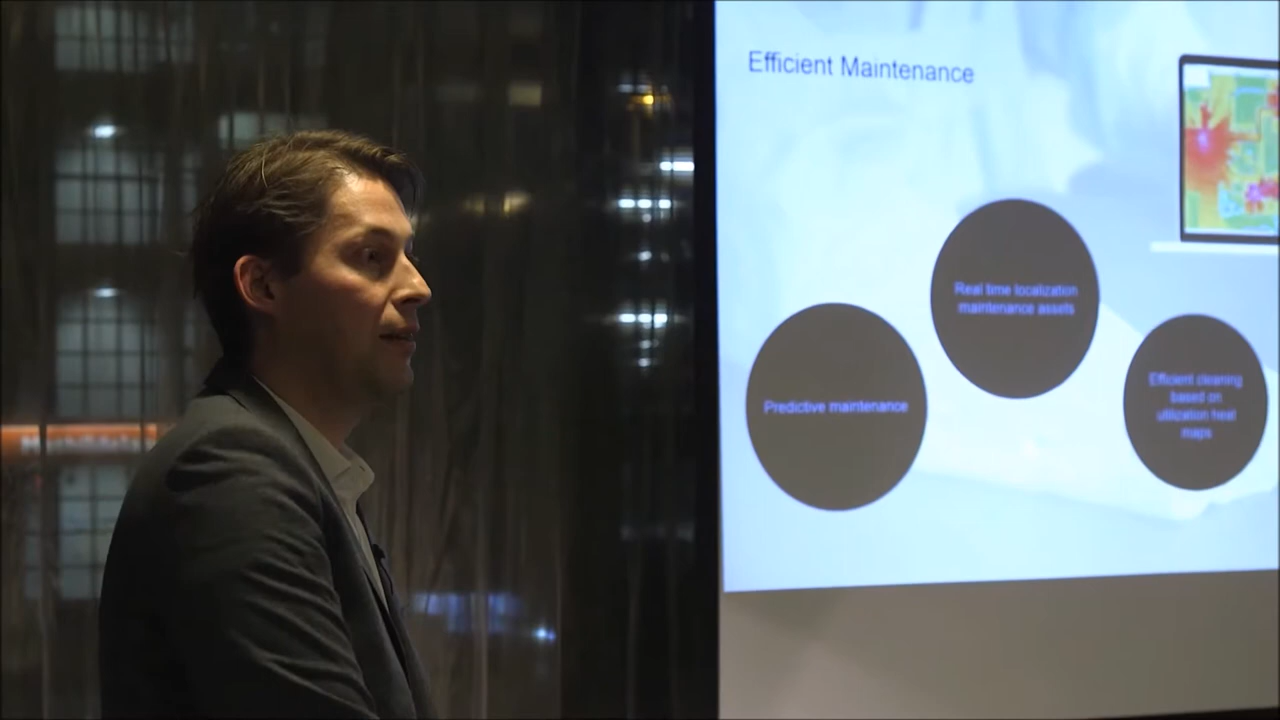 Efficient Maintenance
Real time localization
maintenance assets
Predictive maintenance
Efficient cleaning
based on
utilization heat
maps